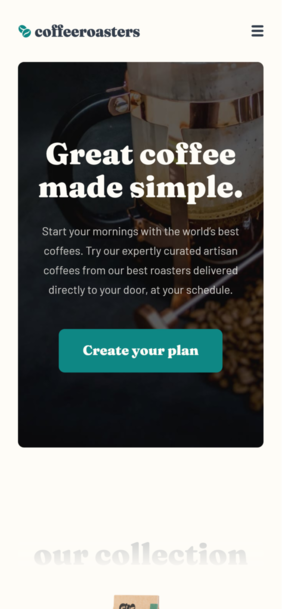 coffeeroasters
Great coffee
made simple.
Start your mornings with the world's best
coffees. Try our expertly curated artisan
coffees from our best roasters delivered
directly to your door, at your schedule.
Create your plan
our collection